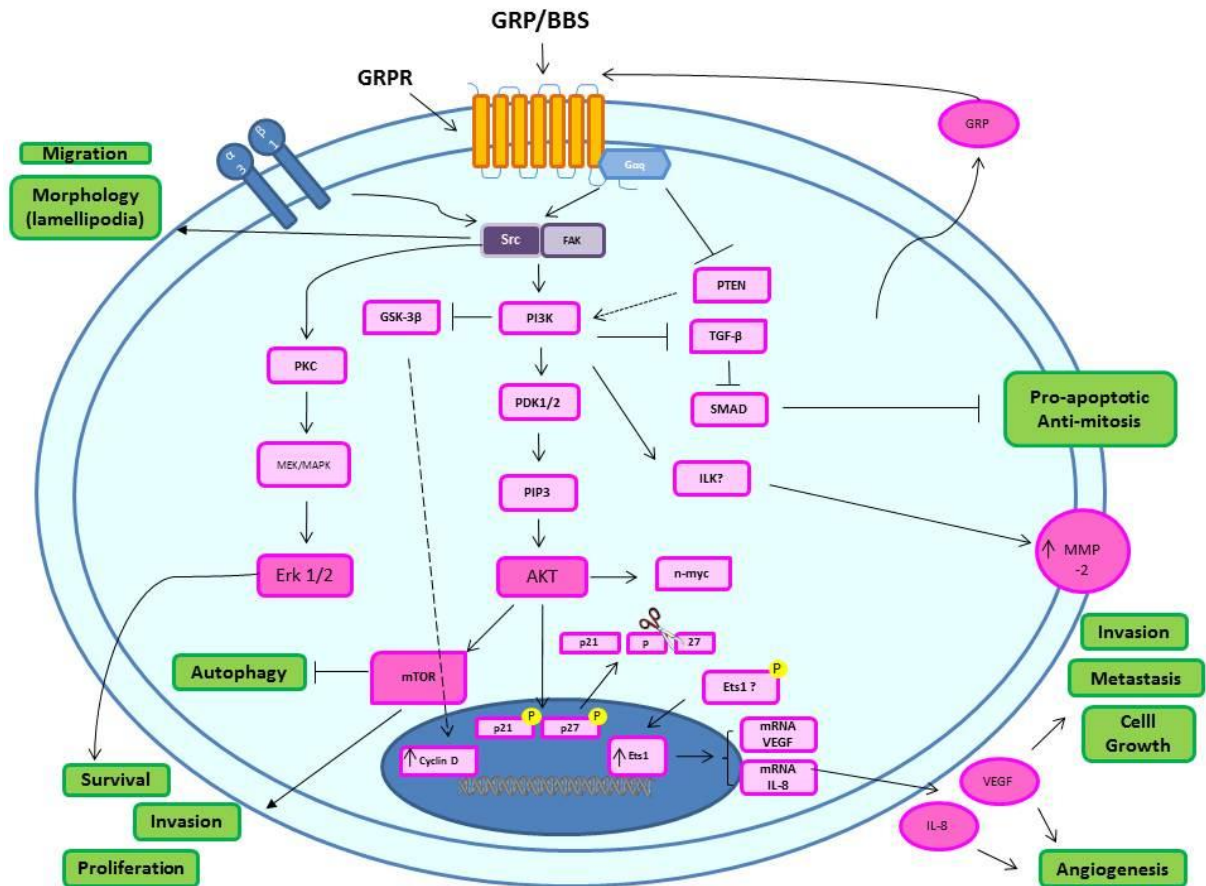 GRP/BBS
GRPR
GRP
Gαq
β
1
α
3
Migration
Morphology
(lamellipodia)
Src
FAK
PTEN
GSK-3β
PI3K
TGF-β
PKC
PDK1/2
SMAD
Pro-apoptotic
Anti-mitosis
MEK/MAPK
PIP3
ILK?
MMP
-2
Erk 1/2
AKT
n-myc
p21
p
27
Invasion
Autophagy
mTOR
Ets1 ?
P
Metastasis
p21
P
p27
P
mRNA
VEGF
Celll
Growth
Cyclin D
Ets1
mRNA
IL-8
Survival
VEGF
Invasion
IL-8
Proliferation
Angiogenesis